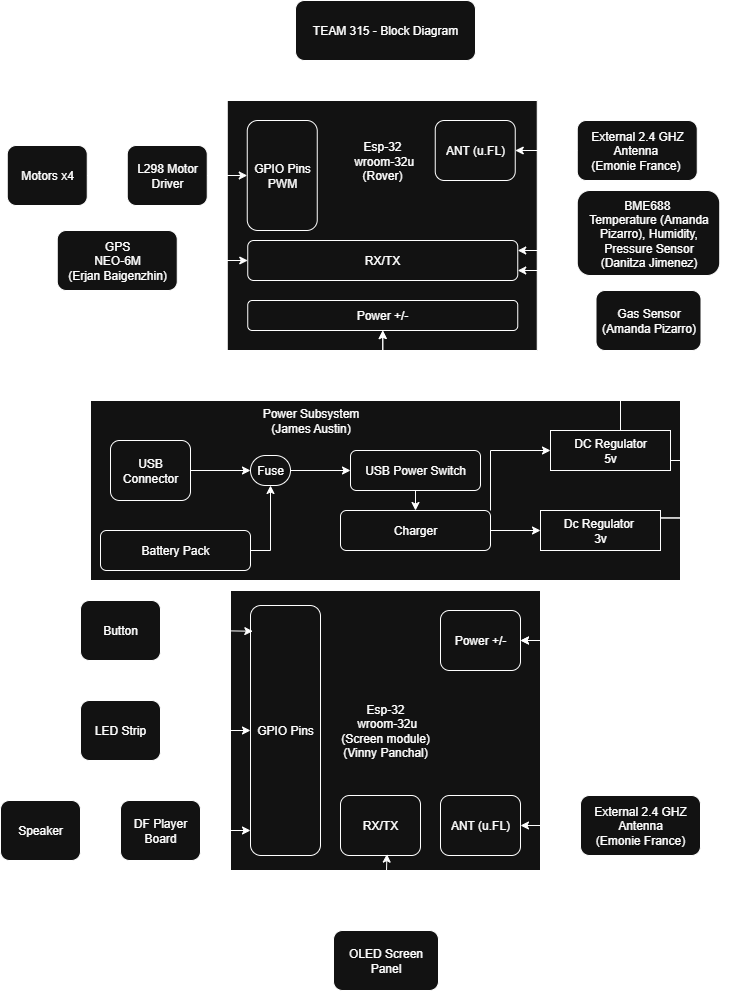 TEAM 315 - Block Diagram
Motors x4
L298 Motor
Driver
GPIO Pins
PWM
Esp-32
wroom-32u
(Rover)
ANT (u.FL)
External 2.4 GHZ
Antenna
(Emonie France)
GPS
NEO-6M
(Erjan Baigenzhin)
RX/TX
BME688
Temperature (Amanda
Pizarro), Humidity,
Pressure Sensor
(Danitza Jimenez)
Power +/-
Gas Sensor
(Amanda Pizarro)
Power Subsystem
(James Austin)
USB
Connector
Fuse
USB Power Switch
DC Regulator
5v
Battery Pack
Charger
Dc Regulator
3v
Button
LED Strip
Speaker
DF Player
Board
GPIO Pins
Power +/-
Esp-32
wroom-32u
(Screen module)
(Vinny Panchal)
RX/TX
ANT (u.FL)
External 2.4 GHZ
Antenna
(Emonie France)
OLED Screen
Panel